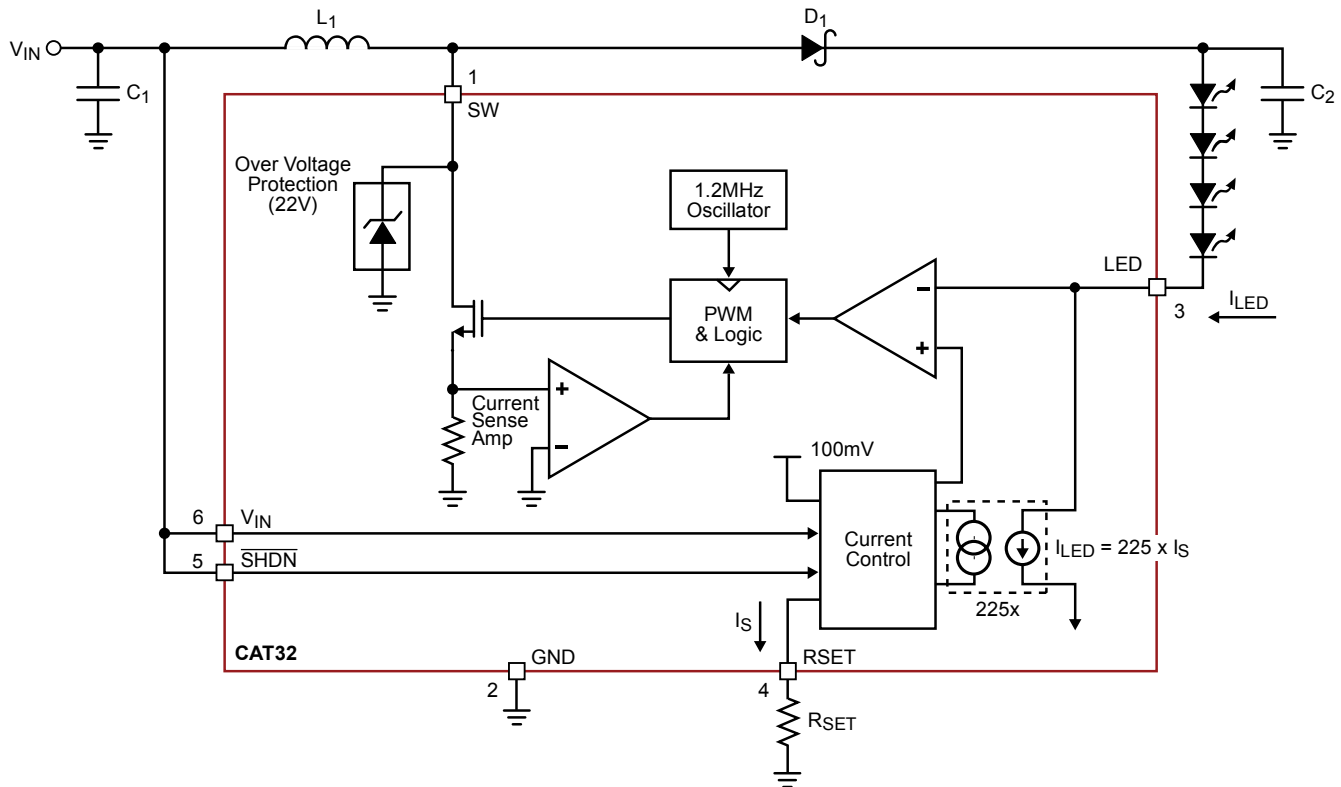 L1
D1
VIN
C1
1
SW
C2
Over Voltage
Protection
(22V)
1.2MHz
Oscillator
LED
3
ILED
PWM
& Logic
−
+
+
−
Current
Sense
Amp
100mV
6
VIN
5
SHDN
Current
Control
ILED = 225 x IS
225x
IS
CAT32
GND
2
RSET
4
RSET